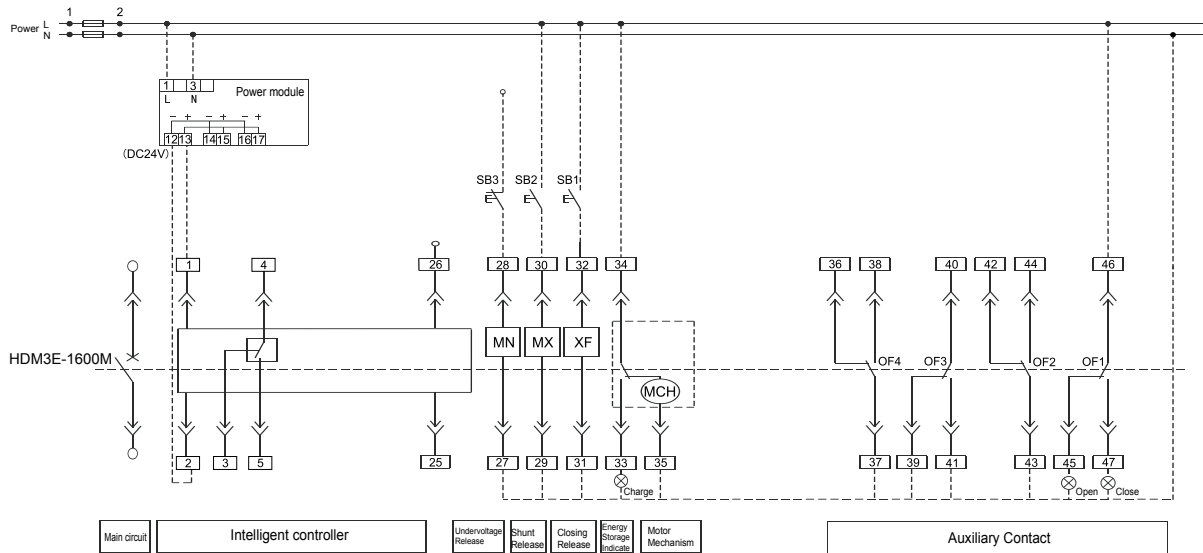 1 2
Power L
N
1 3
L N
Power module
- + - + - +
12 13 14 15 16 17
(DC24V)
SB3 SB2 SB1
1 4 26 28 30 32 34 36 38 40 42 44 46
MN MX XF
HDM3E-1600M
OF4 OF3 OF2 OF1
MCH
2 3 5 25 27 29 31 33 35 37 39 41 43 45 47
Charge Open Close
Main circuit
Intelligent controller
Undervoltage
Release
Shunt
Release
Closing
Release
Energy
Storage
Indicate
Motor
Mechanism
Auxiliary Contact